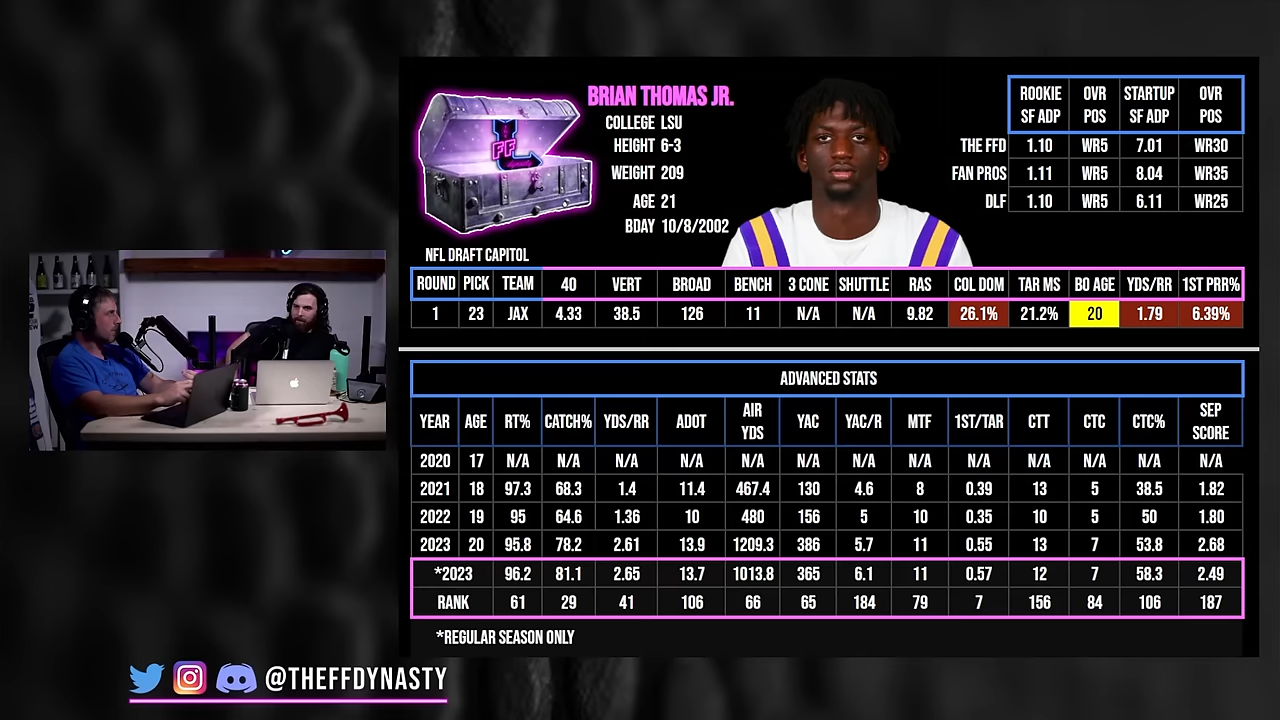 BRIAN THOMAS JR.
COLLEGE LSU
HEIGHT 6-3
WEIGHT 209
AGE 21
BDAY 10/8/2002
FF
dynasty
ROOKIE SF ADP OVR POS STARTUP SF ADP OVR POS
THE FFD 1.10 WR5 7.01 WR30
FAN PROS 1.11 WR5 8.04 WR35
DLF 1.10 WR5 6.11 WR25
NFL DRAFT CAPITOL
ROUND PICK TEAM 40 VERT BROAD BENCH 3 CONE SHUTTLE RAS COL DOM TAR MS BO AGE YDS/RR 1ST PRR%
1 23 JAX 4.33 38.5 126 11 N/A N/A 9.82 26.1% 21.2% 20 1.79 6.39%
ADVANCED STATS
YEAR AGE RT% CATCH% YDS/RR ADOT AIR YDS YAC YAC/R MTF 1ST/TAR CTT CTC CTC% SEP SCORE
2020 17 N/A N/A N/A N/A N/A N/A N/A N/A N/A N/A N/A N/A N/A
2021 18 97.3 68.3 1.4 11.4 467.4 130 4.6 8 0.39 13 5 38.5 1.82
2022 19 95 64.6 1.36 10 480 156 5 10 0.35 10 5 50 1.80
2023 20 95.8 78.2 2.61 13.9 1209.3 386 5.7 11 0.55 13 7 53.8 2.68
*2023 96.2 81.1 2.65 13.7 1013.8 365 6.1 11 0.57 12 7 58.3 2.49
RANK 61 29 41 106 66 65 184 79 7 156 84 106 187
*REGULAR SEASON ONLY
@THEFFDYNASTY